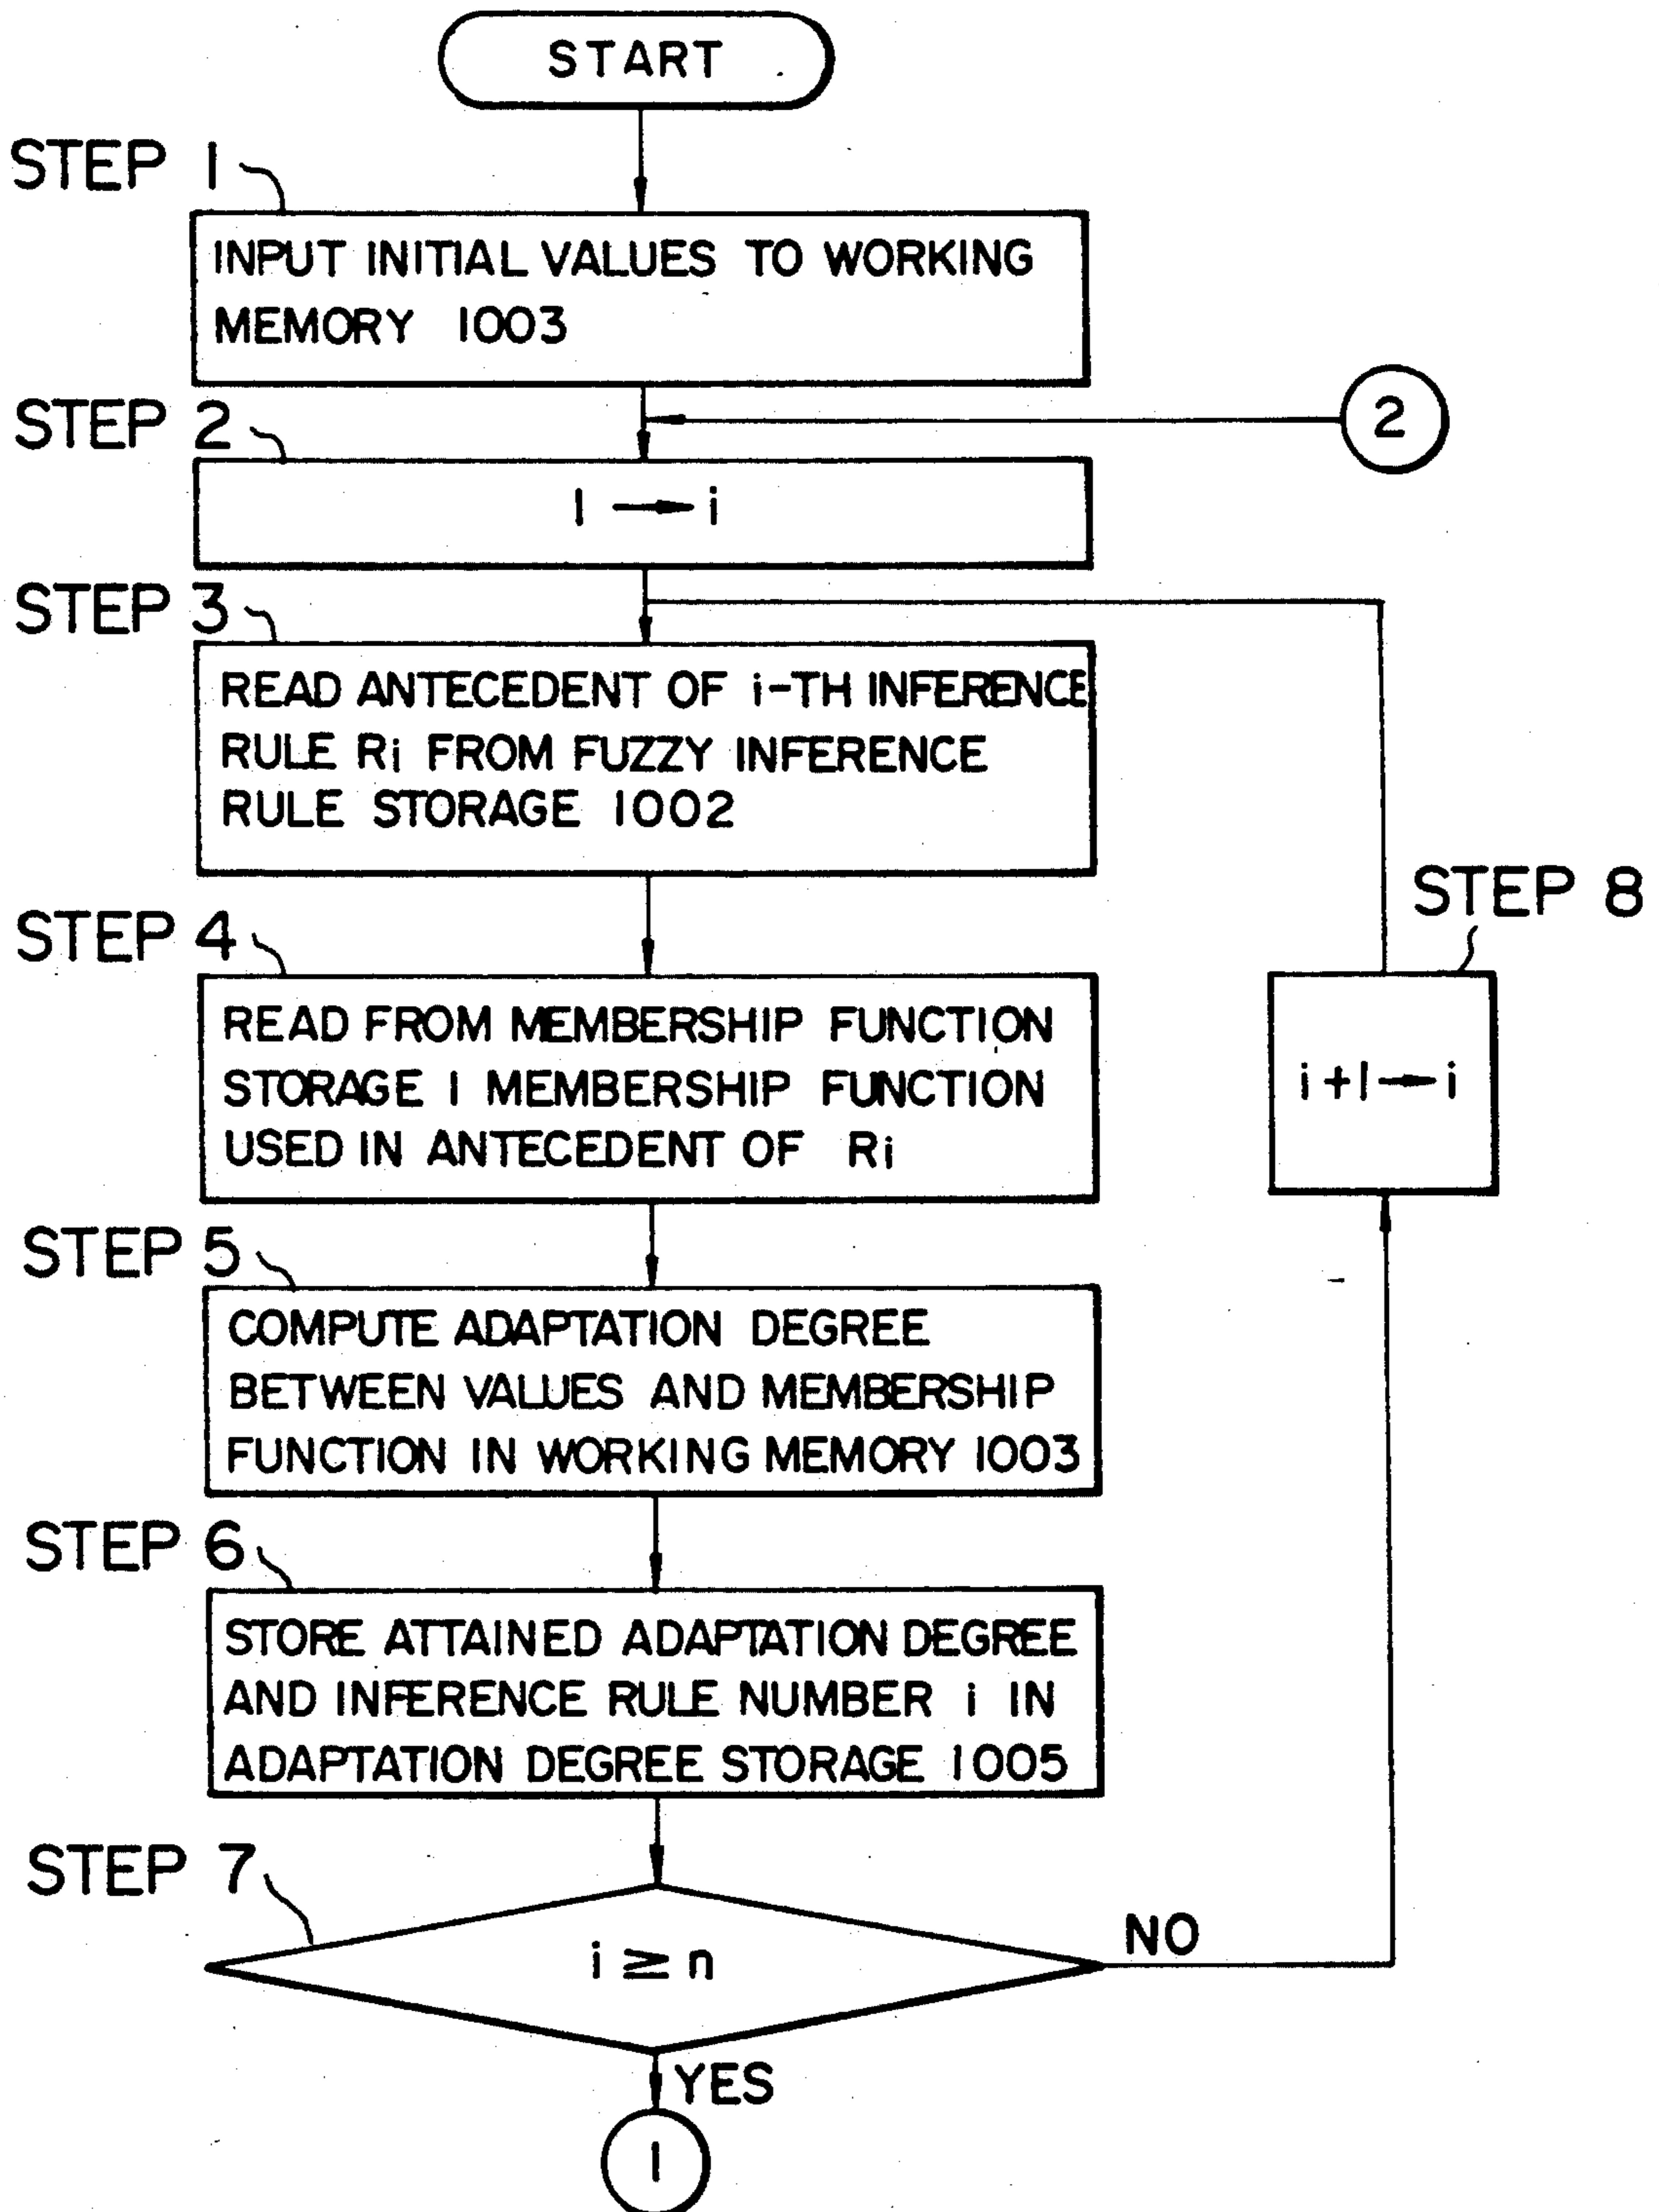 START
STEP 1
INPUT INITIAL VALUES TO WORKING
MEMORY 1003
2
STEP 2
1 → i
STEP 3
READ ANTECEDENT OF i-TH INFERENCE
RULE Ri FROM FUZZY INFERENCE
RULE STORAGE 1002
STEP 8
i+1→i
STEP 4
READ FROM MEMBERSHIP FUNCTION
STORAGE 1 MEMBERSHIP FUNCTION
USED IN ANTECEDENT OF Ri
STEP 5
COMPUTE ADAPTATION DEGREE
BETWEEN VALUES AND MEMBERSHIP
FUNCTION IN WORKING MEMORY 1003
STEP 6
STORE ATTAINED ADAPTATION DEGREE
AND INFERENCE RULE NUMBER i IN
ADAPTATION DEGREE STORAGE 1005
STEP 7
i ≥ n
NO
YES
1